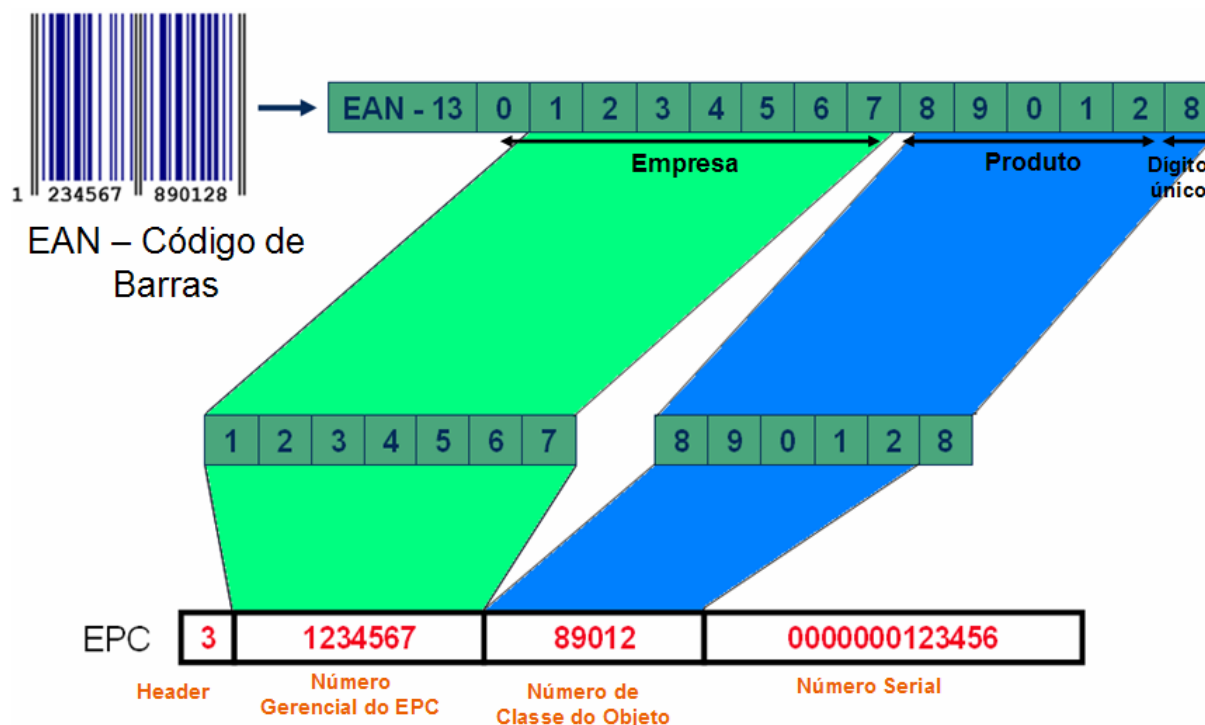 EAN - 13 0 1 2 3 4 5 6 7 8 9 0 1 2 8
Empresa
Produto
Digito
único
1 234567 890128
EAN – Código de
Barras
1 2 3 4 5 6 7
8 9 0 1 2 8
EPC 3 1234567 89012 0000000123456
Header
Número
Gerencial do EPC
Número de
Classe do Objeto
Número Serial